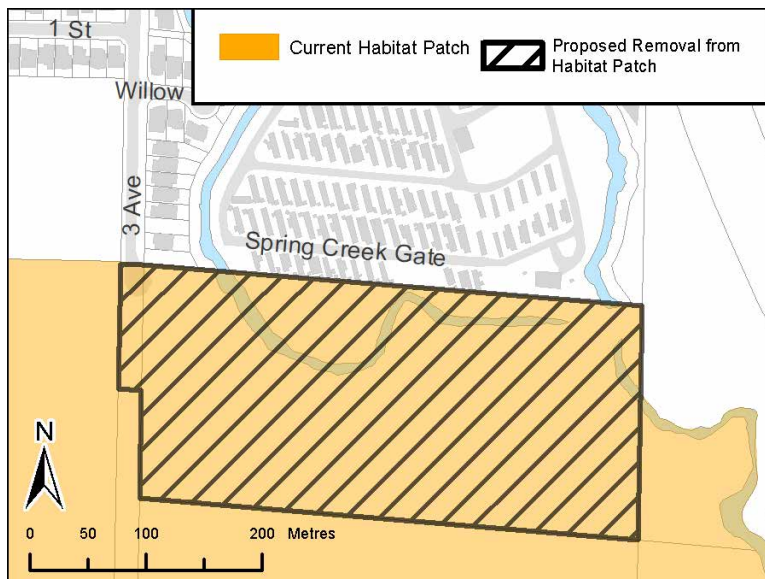 1 St
Current Habitat Patch
Proposed Removal from
Habitat Patch
Willow
3 Ave
Spring Creek Gate
N
0 50 100 200 Metres